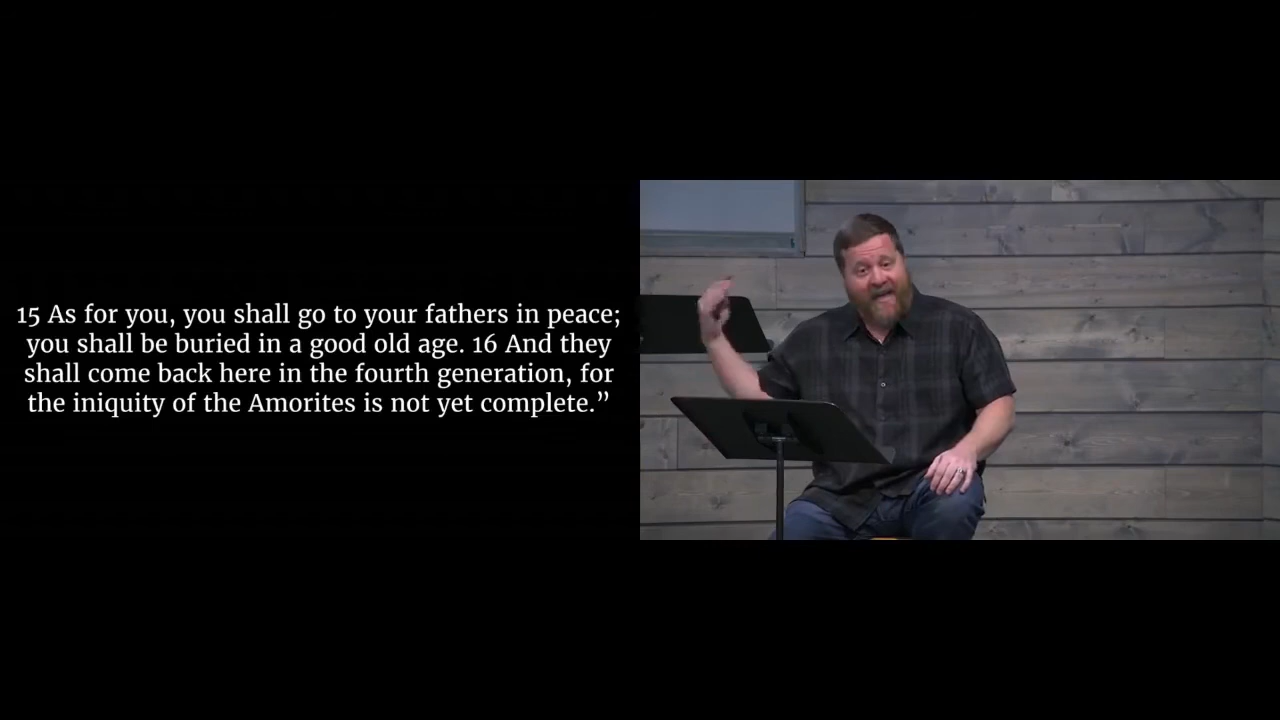 15 As for you, you shall go to your fathers in peace;
you shall be buried in a good old age. 16 And they
shall come back here in the fourth generation, for
the iniquity of the Amorites is not yet complete.”